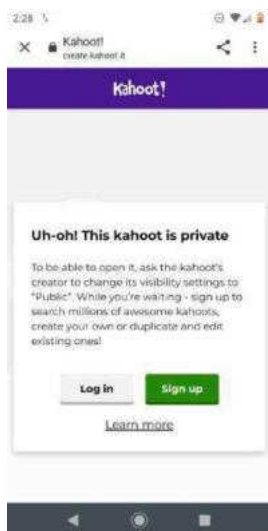 2:28
Kahoot!
create.kahoot.it
Kahoot!
Uh-oh! This kahoot is private
To be able to open it, ask the kahoot's
creator to change its visibility settings to
"Public". While you're waiting - sign up to
search millions of awesome kahoots,
create your own or duplicate and edit
existing ones!
Log in Sign up
Learn more